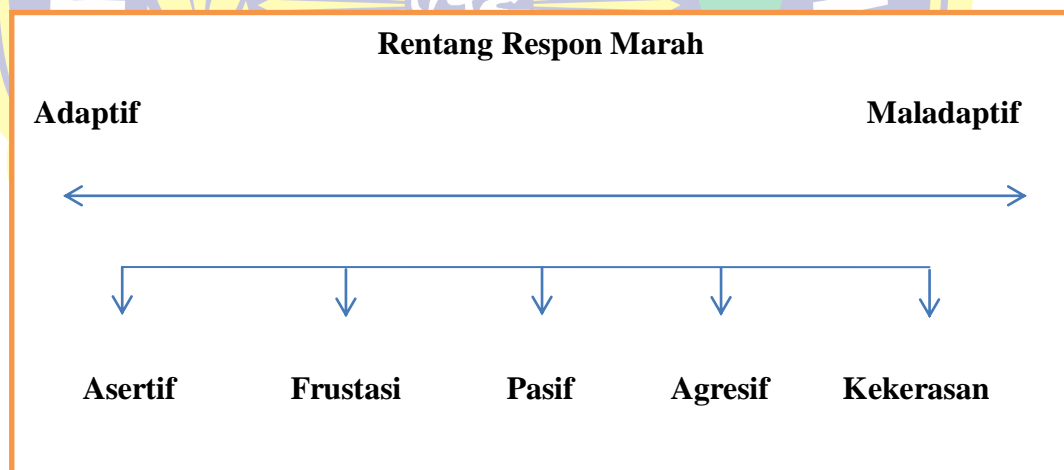 Rentang Respon Marah
Adaptif Maladaptif
Asertif Frustasi Pasif Agresif Kekerasan